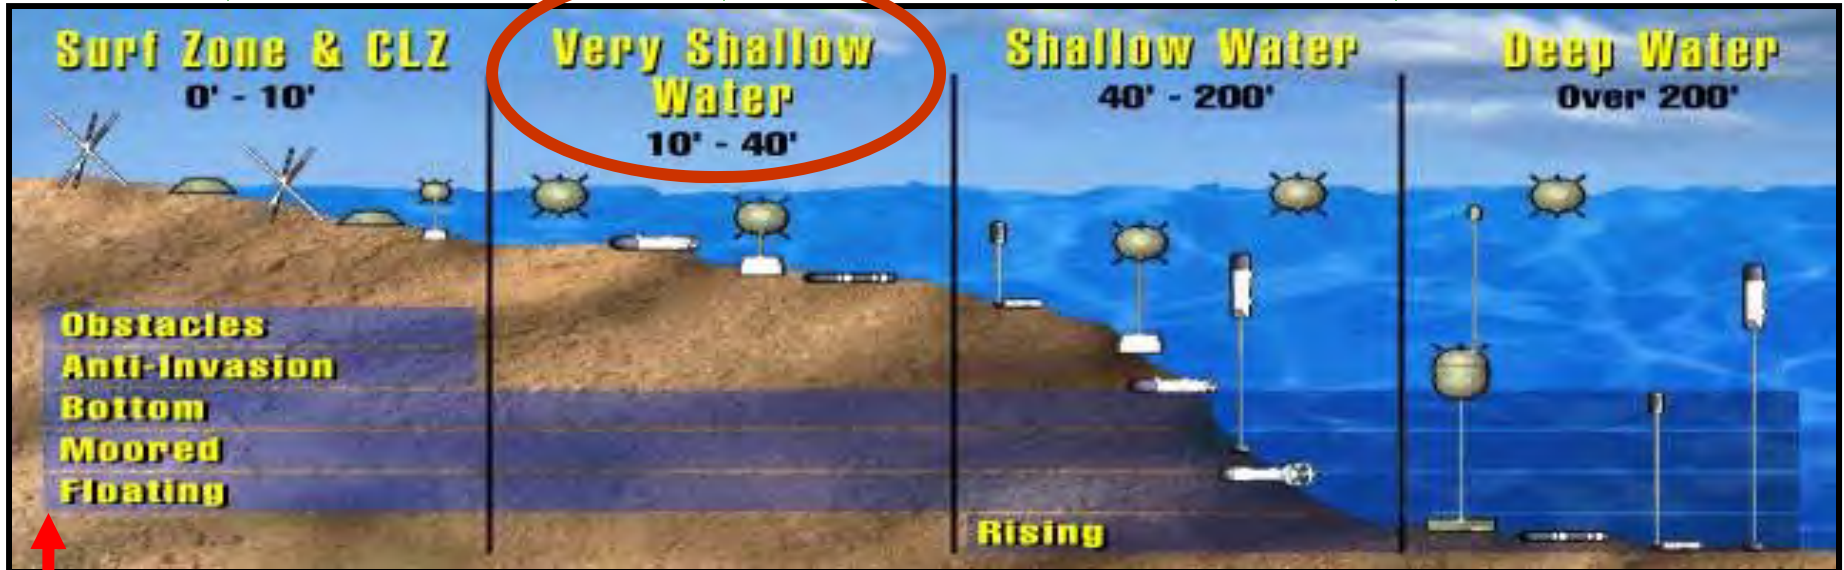 Surf Zone & CLZ
0' - 10'
Very Shallow
Water
10' - 40'
Shallow Water
40' - 200'
Deep Water
Over 200'
Obstacles
Anti-Invasion
Bottom
Moored
Floating
Rising